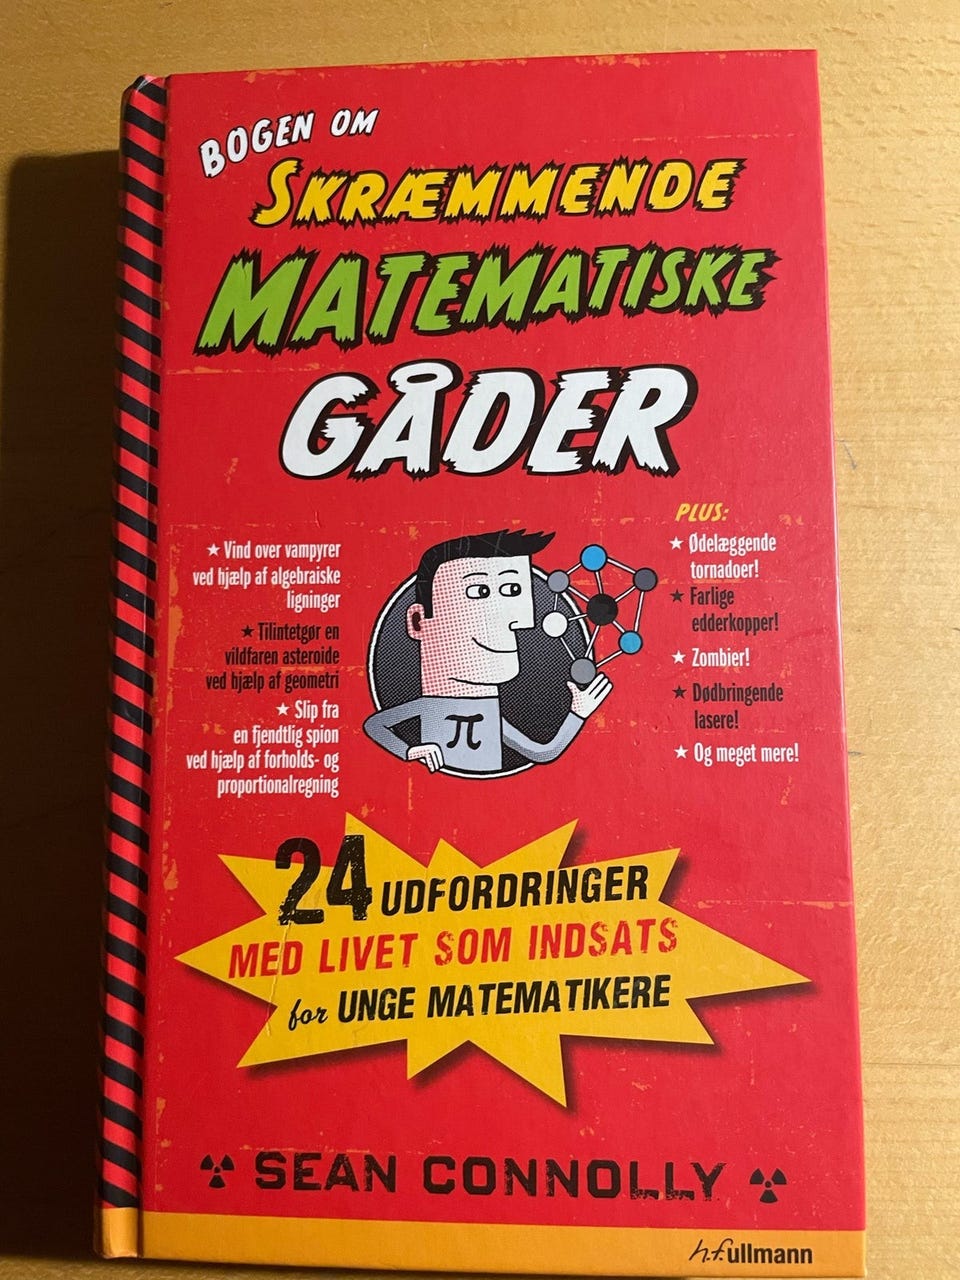 BOGEN OM
SKRÆMMENDE
MATEMATISKE
GÅDER
★ Vind over vampyrer
ved hjælp af algebraiske
ligninger
★ Tilintetgør en
vildfaren asteroide
ved hjælp af geometri
★ Slip fra
en fjendtlig spion
ved hjælp af forholds- og
proportionalregning
π
PLUS:
★ Ødelæggende
tornadoer!
★ Farlige
edderkopper!
★ Zombier!
★ Dødbringende
lasere!
★ Og meget mere!
24 UDFORDRINGER
MED LIVET SOM INDSATS
for UNGE MATEMATIKERE
SEAN CONNOLLY
h.f.ullmann